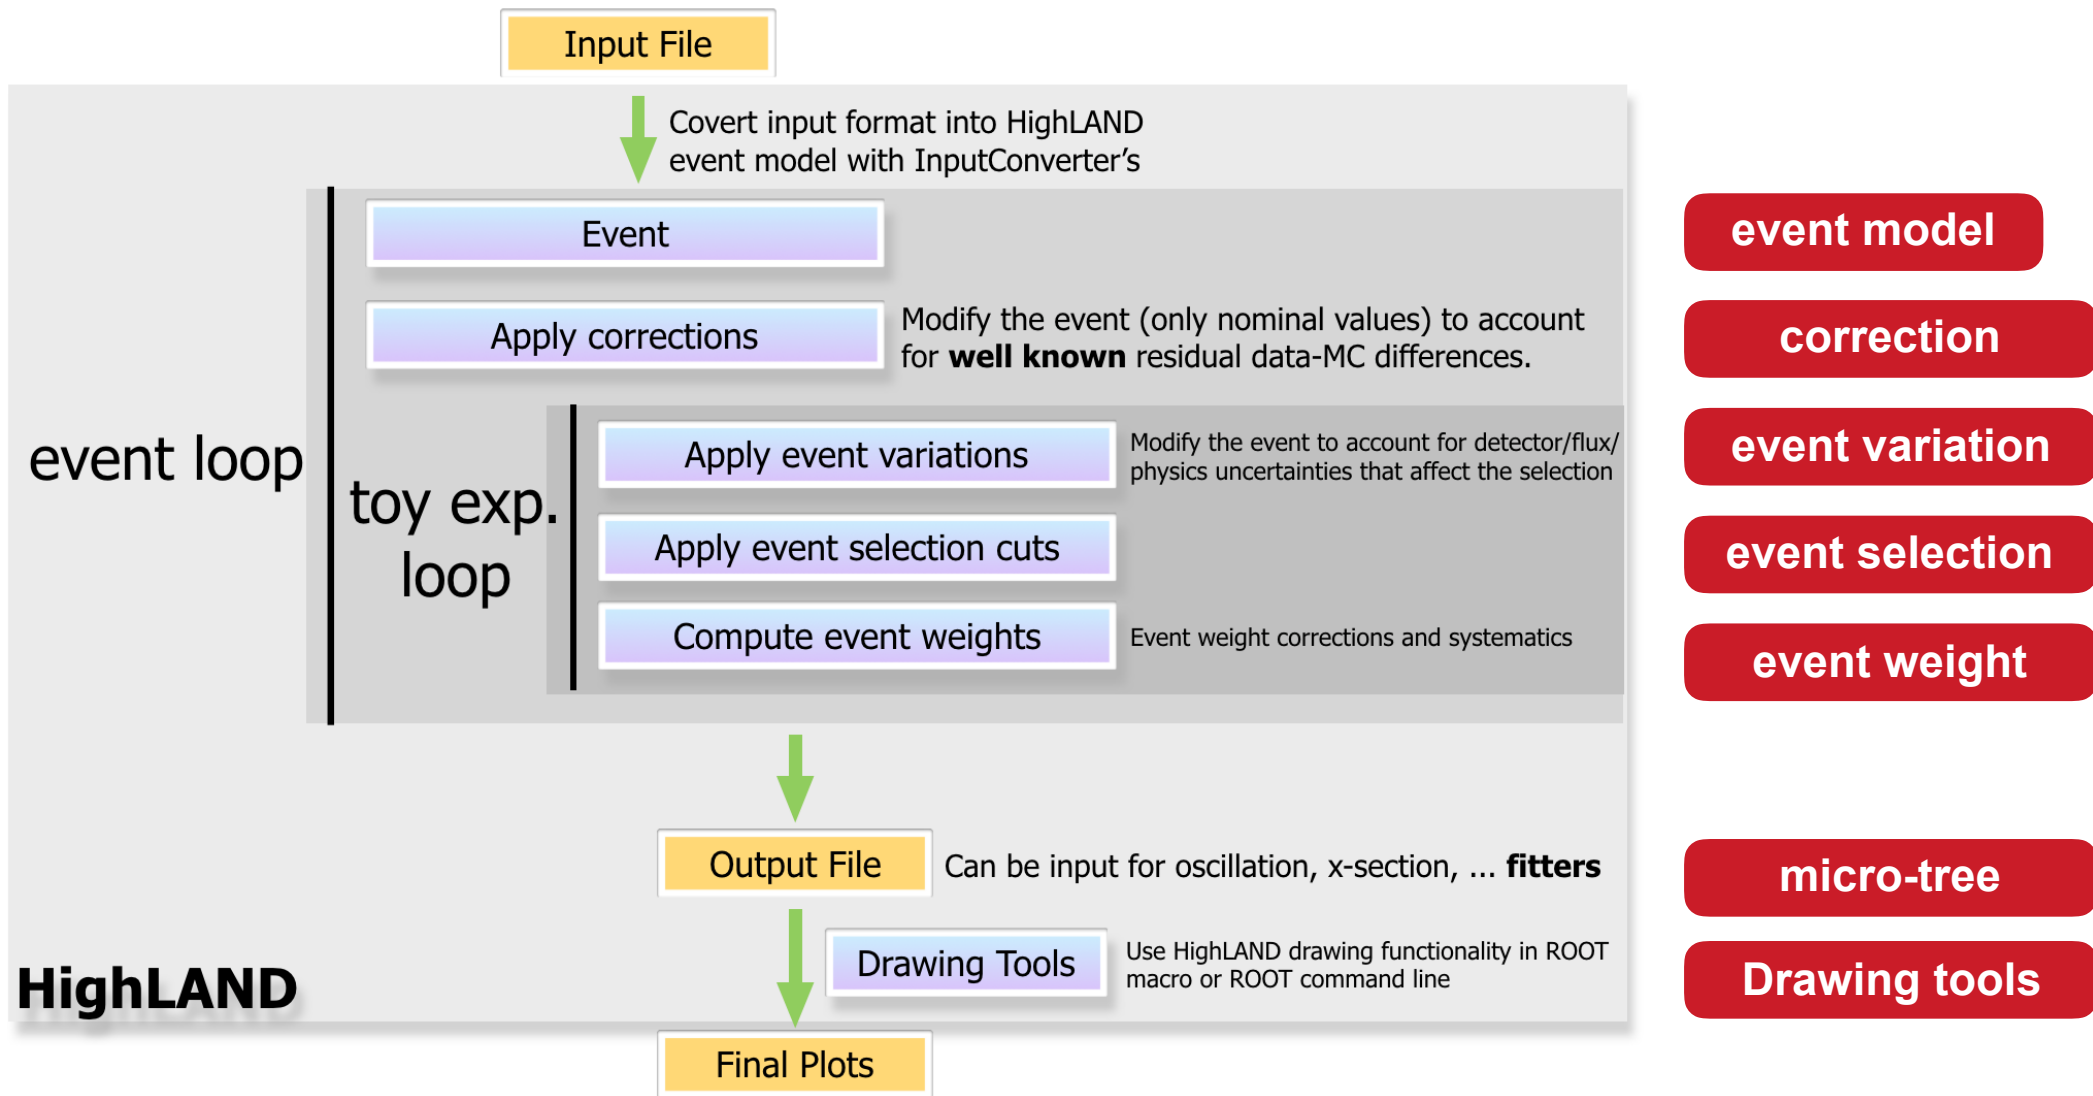 Input File
Covert input format into HighLAND
event model with InputConverter’s
Event
event model
Apply corrections
Modify the event (only nominal values) to account
for well known residual data-MC differences.
correction
event loop
toy exp.
loop
Apply event variations
Modify the event to account for detector/flux/
physics uncertainties that affect the selection
event variation
Apply event selection cuts
event selection
Compute event weights
Event weight corrections and systematics
event weight
Output File
Can be input for oscillation, x-section, ... fitters
micro-tree
Drawing Tools
Use HighLAND drawing functionality in ROOT
macro or ROOT command line
Drawing tools
HighLAND
Final Plots